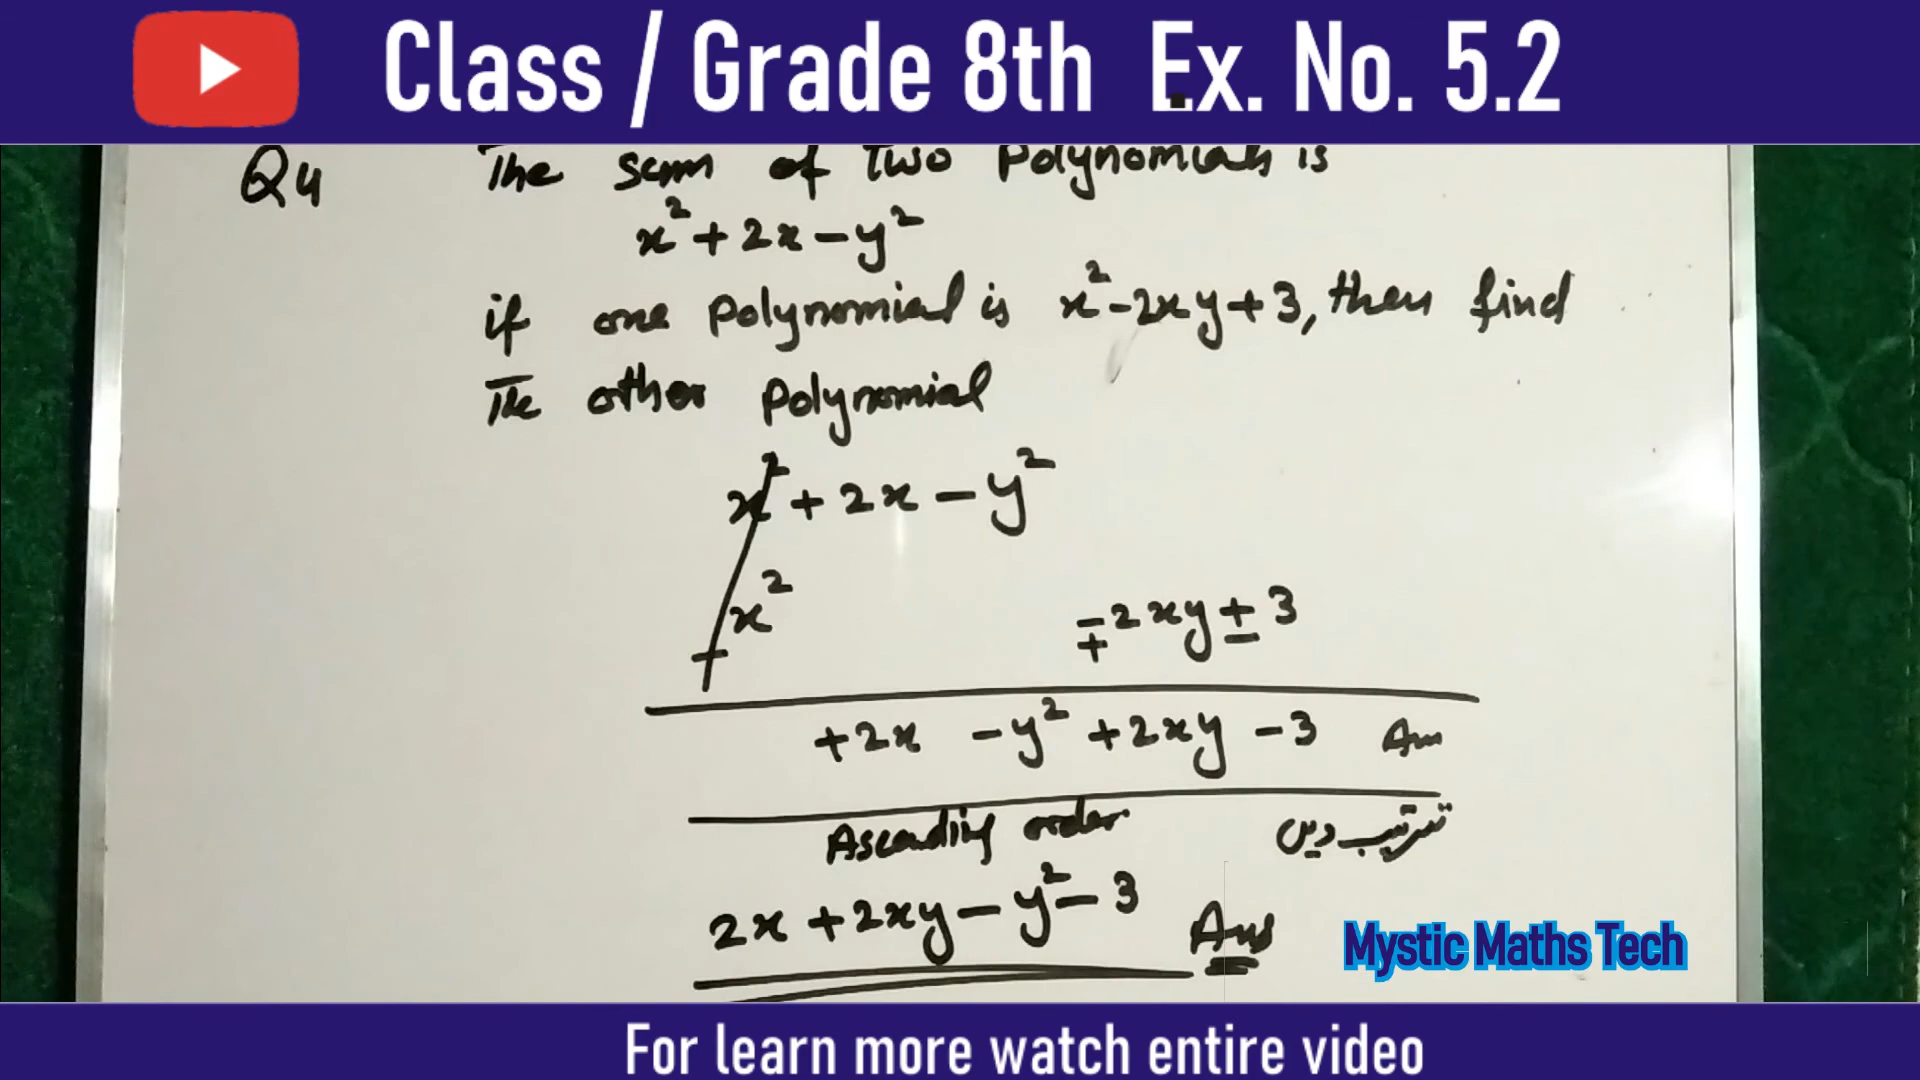 Class / Grade 8th Ex. No. 5.2
Q4 The sum of two Polynomials is
x² + 2x - y²
if one polynomial is x² - 2xy + 3, then find
The other polynomial
x² + 2x - y²
x² - 2xy + 3
- + -
+2x - y² + 2xy - 3 Ans
Ascending order ترتیب دیں
2x + 2xy - y² - 3 Ans
Mystic Maths Tech
For learn more watch entire video